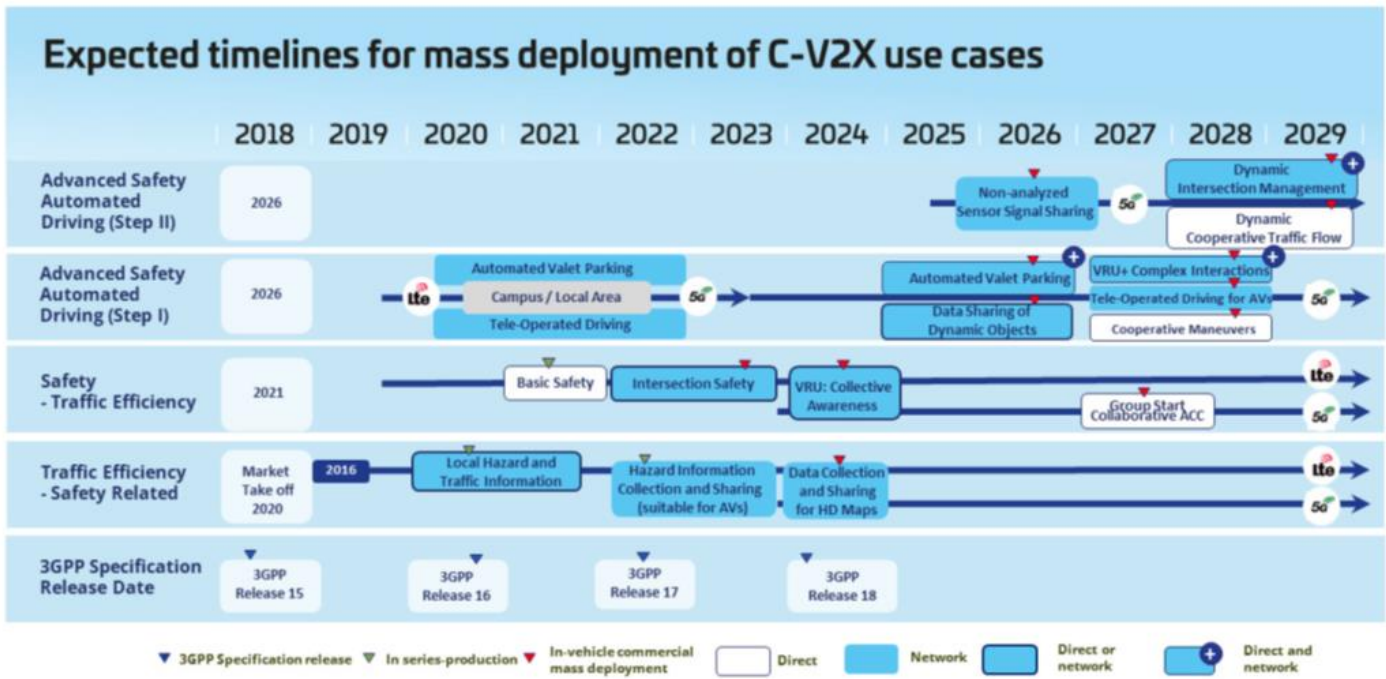 Expected timelines for mass deployment of C-V2X use cases
2018 2019 2020 2021 2022 2023 2024 2025 2026 2027 2028 2029
Advanced Safety
Automated
Driving (Step II)
2026
Non-analyzed
Sensor Signal Sharing
5G
Dynamic
Intersection Management
+
Dynamic
Cooperative Traffic Flow
Advanced Safety
Automated
Driving (Step I)
2026
lte
Automated Valet Parking
Campus / Local Area
Tele-Operated Driving
5G
Automated Valet Parking
+
Data Sharing of
Dynamic Objects
VRU+ Complex Interactions
+
Tele-Operated Driving for AVs
Cooperative Maneuvers
5G
Safety
- Traffic Efficiency
2021
Basic Safety
Intersection Safety
VRU: Collective
Awareness
Group Start
Collaborative ACC
lte
5G
Traffic Efficiency
- Safety Related
Market
Take off
2020
2016
Local Hazard and
Traffic Information
Hazard Information
Collection and Sharing
(suitable for AVs)
Data Collection
and Sharing
for HD Maps
lte
5G
3GPP Specification
Release Date
3GPP
Release 15
3GPP
Release 16
3GPP
Release 17
3GPP
Release 18
3GPP Specification release
In series-production
In-vehicle commercial
mass deployment
Direct
Network
Direct or
network
+
Direct and
network